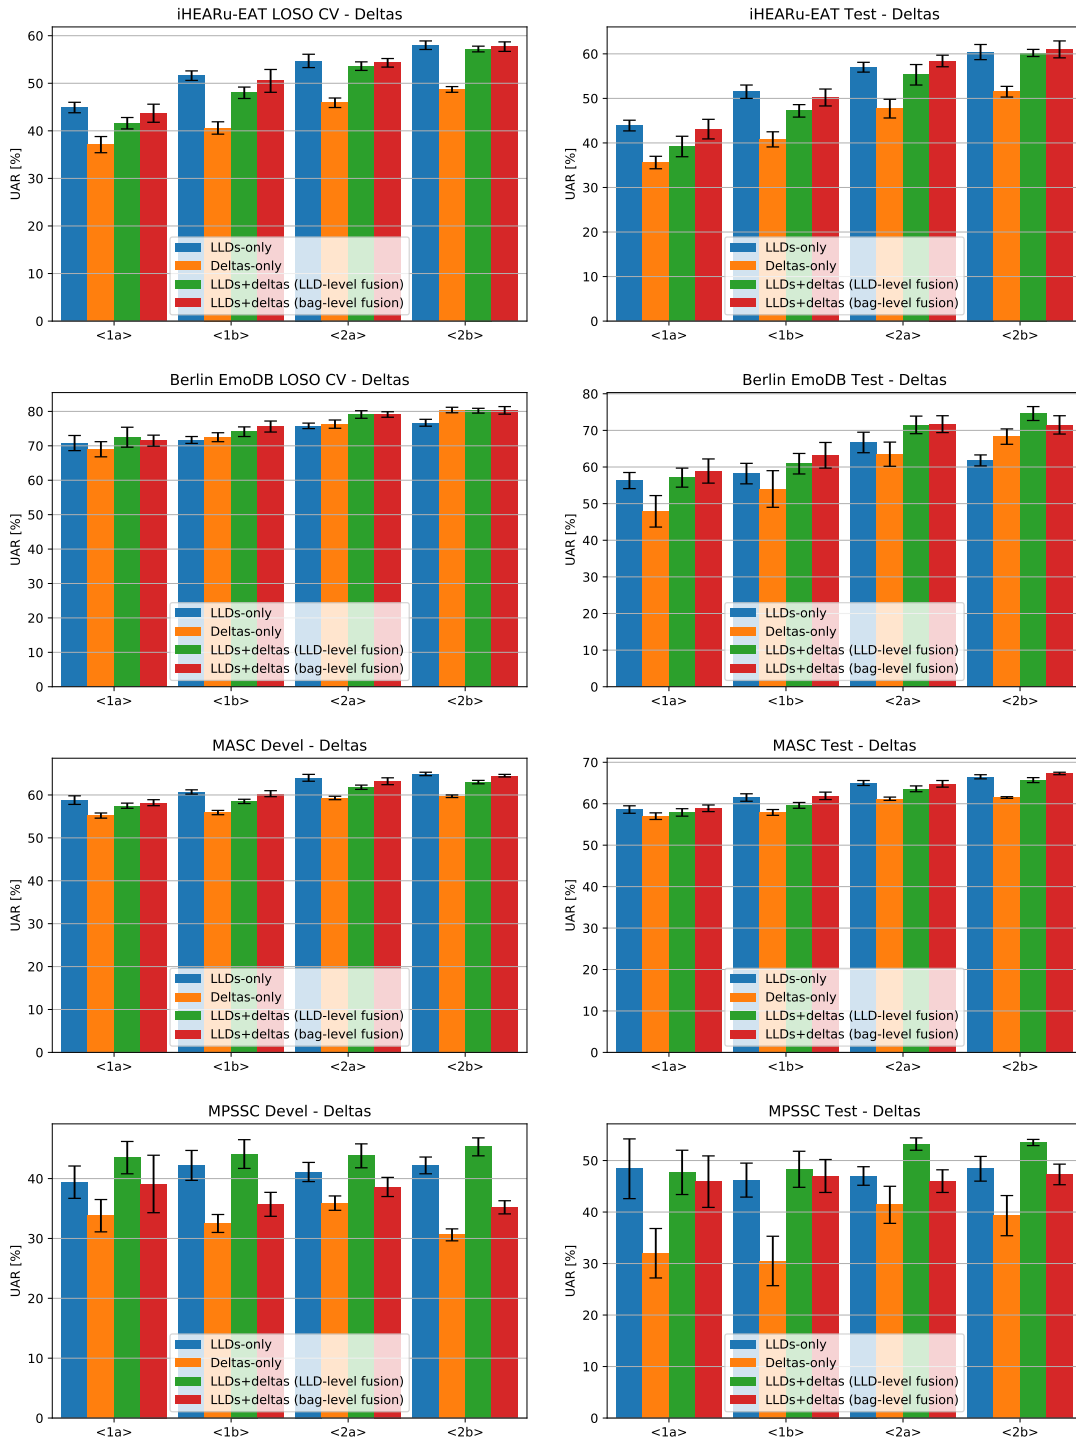 iHEARu-EAT LOSO CV - Deltas
UAR [%]
60
50
40
30
20
10
0
LLDs-only
Deltas-only
LLDs+deltas (LLD-level fusion)
LLDs+deltas (bag-level fusion)
<1a> <1b> <2a> <2b>
iHEARu-EAT Test - Deltas
UAR [%]
60
50
40
30
20
10
0
LLDs-only
Deltas-only
LLDs+deltas (LLD-level fusion)
LLDs+deltas (bag-level fusion)
<1a> <1b> <2a> <2b>
Berlin EmoDB LOSO CV - Deltas
UAR [%]
80
70
60
50
40
30
20
10
0
LLDs-only
Deltas-only
LLDs+deltas (LLD-level fusion)
LLDs+deltas (bag-level fusion)
<1a> <1b> <2a> <2b>
Berlin EmoDB Test - Deltas
UAR [%]
80
70
60
50
40
30
20
10
0
LLDs-only
Deltas-only
LLDs+deltas (LLD-level fusion)
LLDs+deltas (bag-level fusion)
<1a> <1b> <2a> <2b>
MASC Devel - Deltas
UAR [%]
60
50
40
30
20
10
0
LLDs-only
Deltas-only
LLDs+deltas (LLD-level fusion)
LLDs+deltas (bag-level fusion)
<1a> <1b> <2a> <2b>
MASC Test - Deltas
UAR [%]
70
60
50
40
30
20
10
0
LLDs-only
Deltas-only
LLDs+deltas (LLD-level fusion)
LLDs+deltas (bag-level fusion)
<1a> <1b> <2a> <2b>
MPSSC Devel - Deltas
UAR [%]
40
30
20
10
0
LLDs-only
Deltas-only
LLDs+deltas (LLD-level fusion)
LLDs+deltas (bag-level fusion)
<1a> <1b> <2a> <2b>
MPSSC Test - Deltas
UAR [%]
50
40
30
20
10
0
LLDs-only
Deltas-only
LLDs+deltas (LLD-level fusion)
LLDs+deltas (bag-level fusion)
<1a> <1b> <2a> <2b>